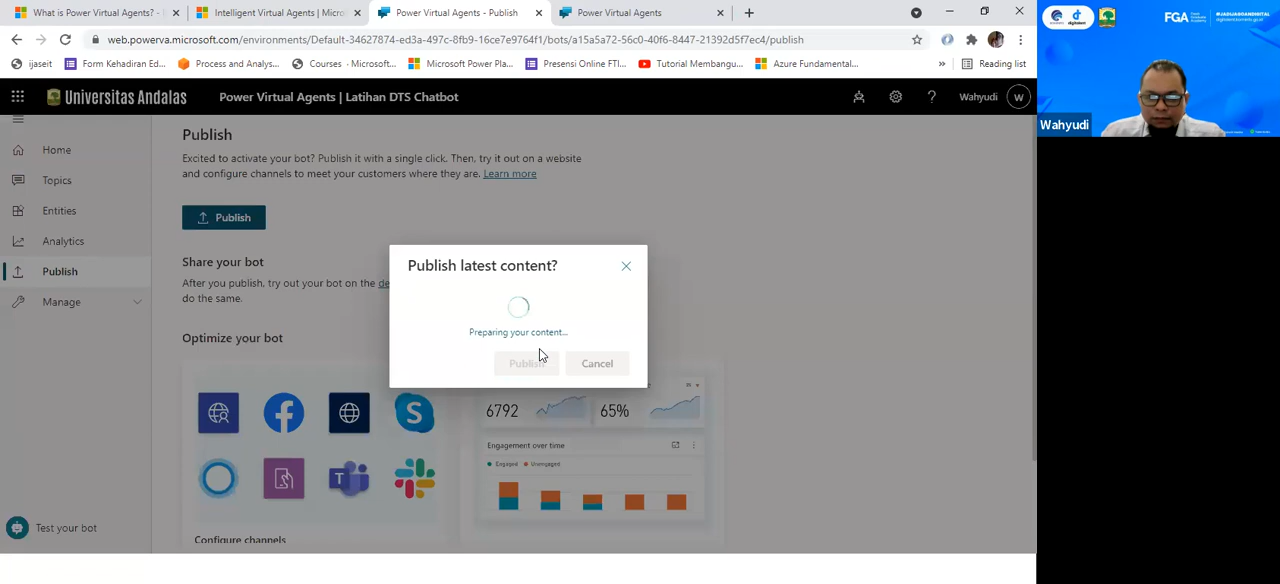 What is Power Virtual Agents? -
Intelligent Virtual Agents | Micro
Power Virtual Agents - Publish
Power Virtual Agents
web.powerva.microsoft.com/environments/Default-34627874-ed3a-497c-8fb9-16ce7e9764f1/bots/a15a5a72-56c0-40f6-8447-21392d5f7ec4/publish
ijaseit
Form Kehadiran Ed...
Process and Analys...
Courses - Microsoft...
Microsoft Power Pla...
Presensi Online FTI...
Tutorial Membangu...
Azure Fundamental...
»
Reading list
Universitas Andalas
Power Virtual Agents | Latihan DTS Chatbot
?
Wahyudi
W
Home
Topics
Entities
Analytics
Publish
Manage
Test your bot
Publish
Excited to activate your bot? Publish it with a single click. Then, try it out on a website
and configure channels to meet your customers where they are. Learn more
Publish
Share your bot
After you publish, try out your bot on the de
do the same.
Optimize your bot
Configure channels
Publish latest content?
Preparing your content...
Publish
Cancel
6792
65%
Engagement over time
Engaged
Unengaged
digitalent
FGA
#JADIJAGOANDIGITAL
Wahyudi